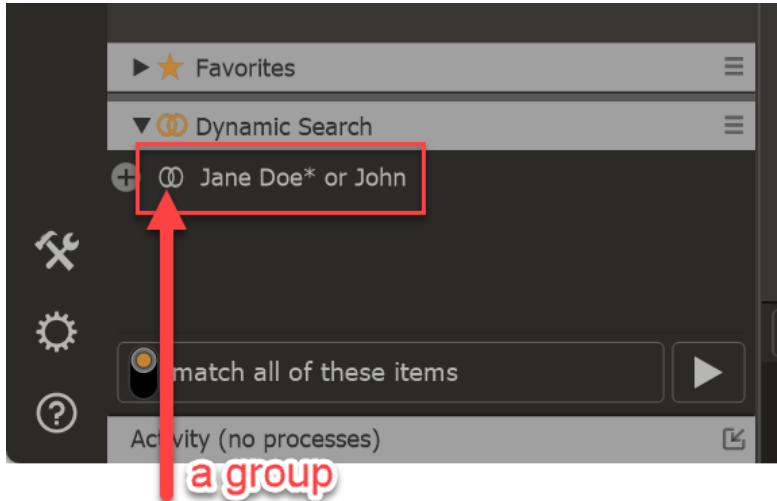 Favorites
Dynamic Search
Jane Doe* or John
match all of these items
Activity (no processes)
a group